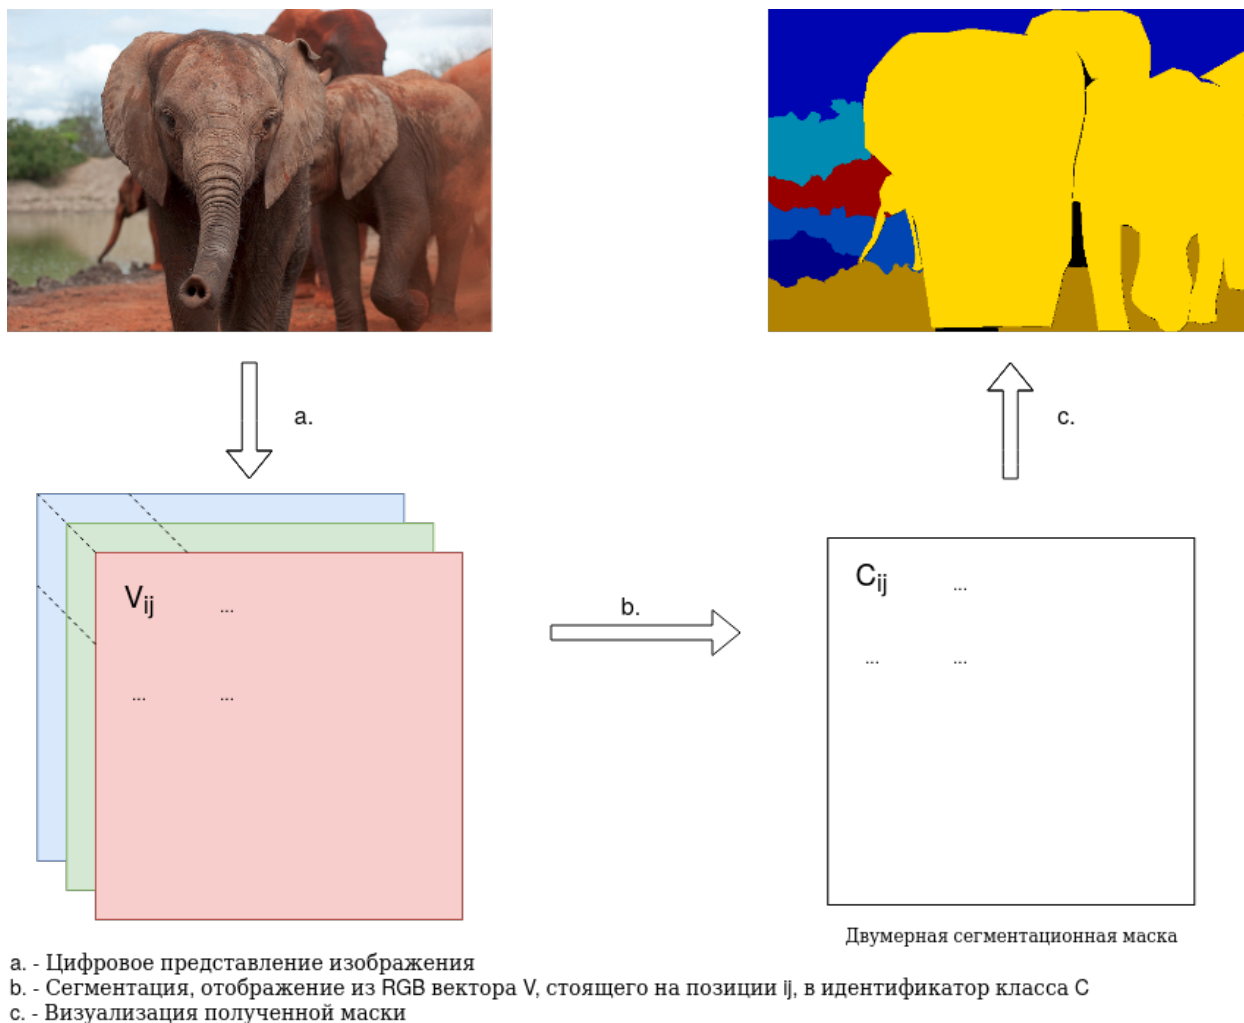 a.
c.
Vij
...
... ...
b.
Cij
...
... ...
Двумерная сегментационная маска
a. - Цифровое представление изображения
b. - Сегментация, отображение из RGB вектора V, стоящего на позиции ij, в идентификатор класса C
c. - Визуализация полученной маски